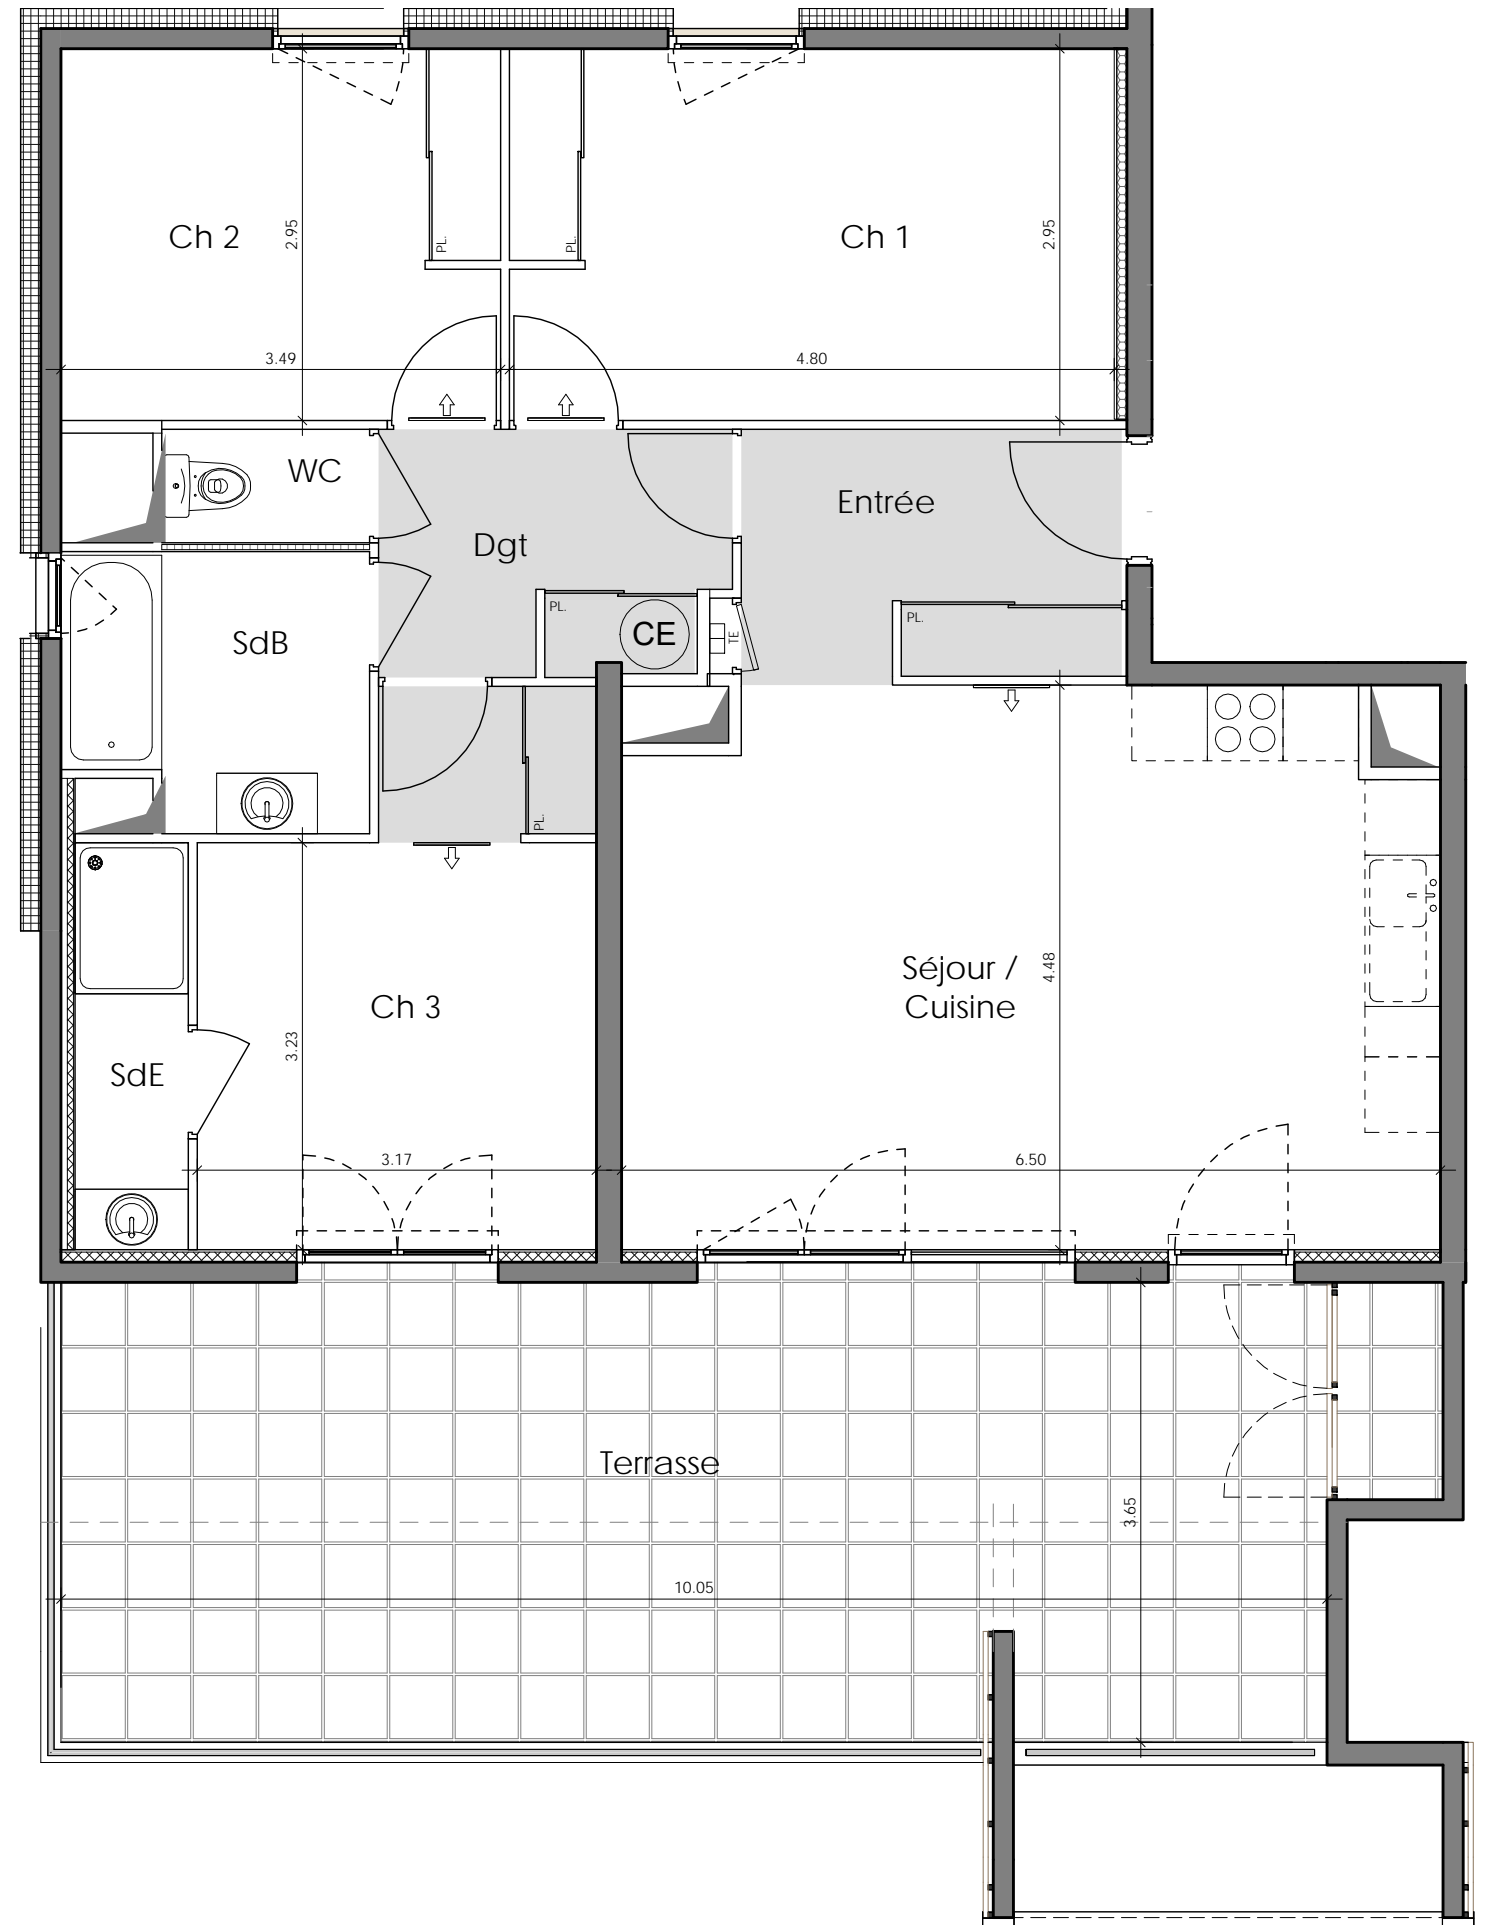 Ch 2
2.95
PL.
PL.
Ch 1
2.95
3.49
4.80
WC
Entrée
Dgt
PL.
CE
TE
PL.
SdB
PL.
Séjour /
Cuisine
4.48
Ch 3
3.23
SdE
3.17
6.50
Terrasse
3.65
10.05